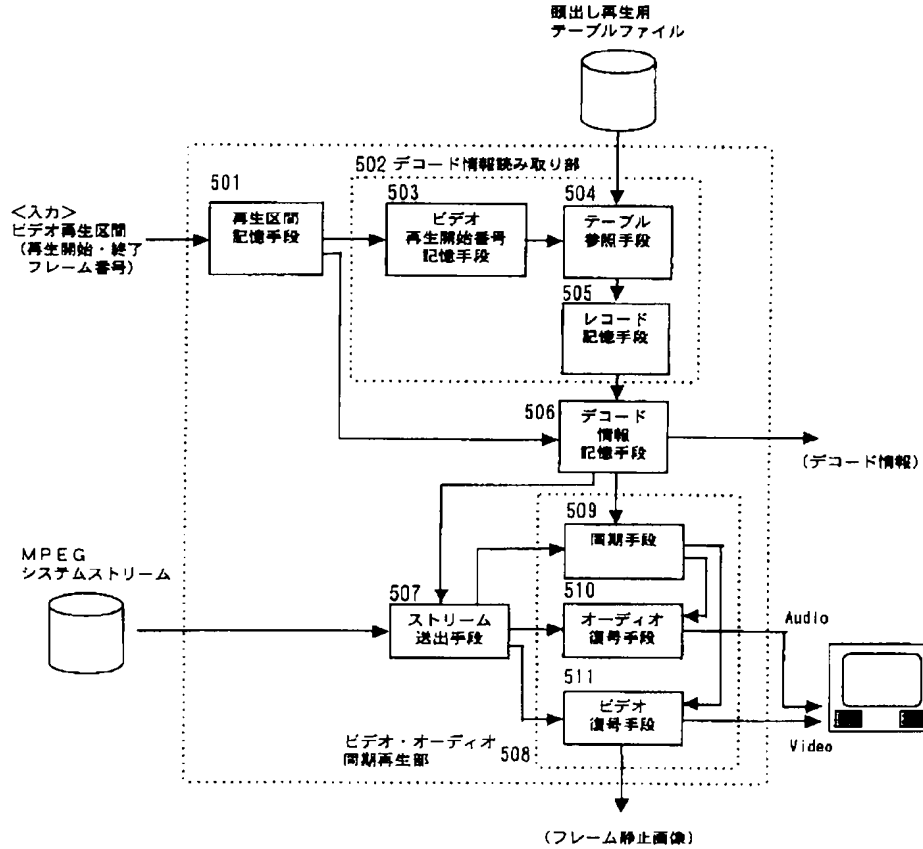 頭出し再生用
テーブルファイル
502 デコード情報読み取り部
501
503
504
<入力>
ビデオ再生区間
(再生開始・終了
フレーム番号)
再生区間
記憶手段
ビデオ
再生開始番号
記憶手段
テーブル
参照手段
505
レコード
記憶手段
506
デコード
情報
記憶手段
(デコード情報)
509
同期手段
MPEG
システムストリーム
507
ストリーム
送出手段
510
オーディオ
復号手段
Audio
511
ビデオ
復号手段
ビデオ・オーディオ
同期再生部
508
Video
(フレーム静止画像)